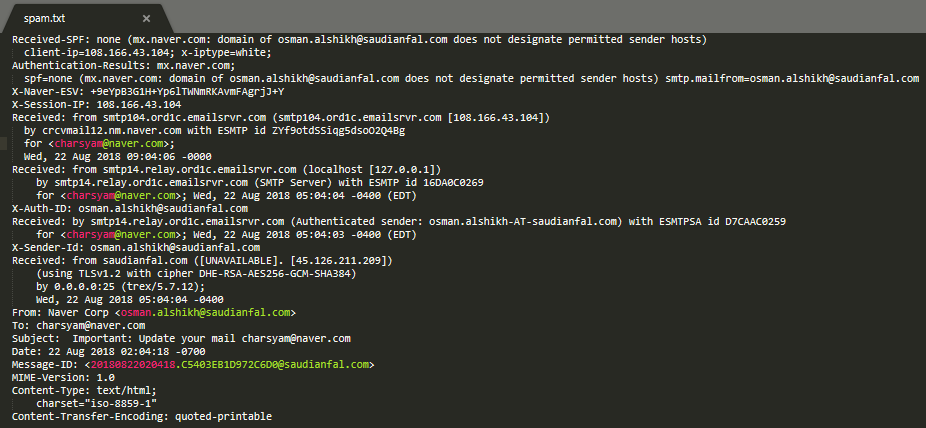 spam.txt ×
Received-SPF: none (mx.naver.com: domain of osman.alshikh@saudianfal.com does not designate permitted sender hosts)
client-ip=108.166.43.104; x-iptype=white;
Authentication-Results: mx.naver.com;
spf=none (mx.naver.com: domain of osman.alshikh@saudianfal.com does not designate permitted sender hosts) smtp.mailfrom=osman.alshikh@saudianfal.com
X-Naver-ESV: +9eYpB3G1H+Yp6lTWNmRKAvmFAgrjJ+Y
X-Session-IP: 108.166.43.104
Received: from smtp104.ord1c.emailsrvr.com (smtp104.ord1c.emailsrvr.com [108.166.43.104])
by crcvmail12.nm.naver.com with ESMTP id ZYf9otdSSiqg5dsoO2Q4Bg
for <charsyam@naver.com>;
Wed, 22 Aug 2018 09:04:06 -0000
Received: from smtp14.relay.ord1c.emailsrvr.com (localhost [127.0.0.1])
by smtp14.relay.ord1c.emailsrvr.com (SMTP Server) with ESMTP id 16DA0C0269
for <charsyam@naver.com>; Wed, 22 Aug 2018 05:04:04 -0400 (EDT)
X-Auth-ID: osman.alshikh@saudianfal.com
Received: by smtp14.relay.ord1c.emailsrvr.com (Authenticated sender: osman.alshikh-AT-saudianfal.com) with ESMTPSA id D7CAAC0259
for <charsyam@naver.com>; Wed, 22 Aug 2018 05:04:03 -0400 (EDT)
X-Sender-Id: osman.alshikh@saudianfal.com
Received: from saudianfal.com ([UNAVAILABLE]. [45.126.211.209])
(using TLSv1.2 with cipher DHE-RSA-AES256-GCM-SHA384)
by 0.0.0.0:25 (trex/5.7.12);
Wed, 22 Aug 2018 05:04:04 -0400
From: Naver Corp <osman.alshikh@saudianfal.com>
To: charsyam@naver.com
Subject:  Important: Update your mail charsyam@naver.com
Date: 22 Aug 2018 02:04:18 -0700
Message-ID: <20180822020418.C5403EB1D972C6D0@saudianfal.com>
MIME-Version: 1.0
Content-Type: text/html;
charset="iso-8859-1"
Content-Transfer-Encoding: quoted-printable